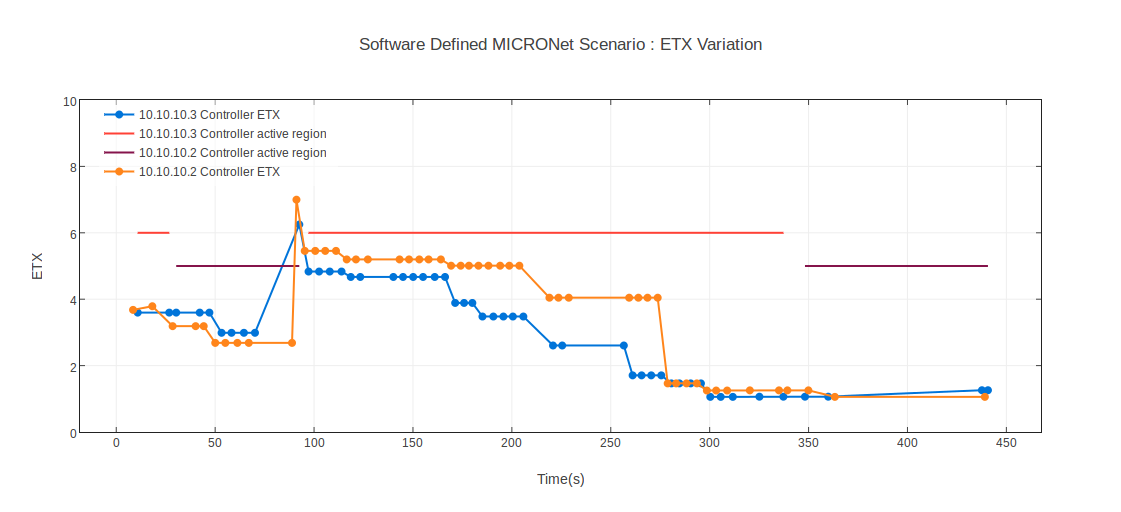 Software Defined MICRONet Scenario : ETX Variation
10.10.10.3 Controller ETX
10.10.10.3 Controller active region
10.10.10.2 Controller active region
10.10.10.2 Controller ETX
ETX
10
8
6
4
2
0
0 50 100 150 200 250 300 350 400 450
Time(s)